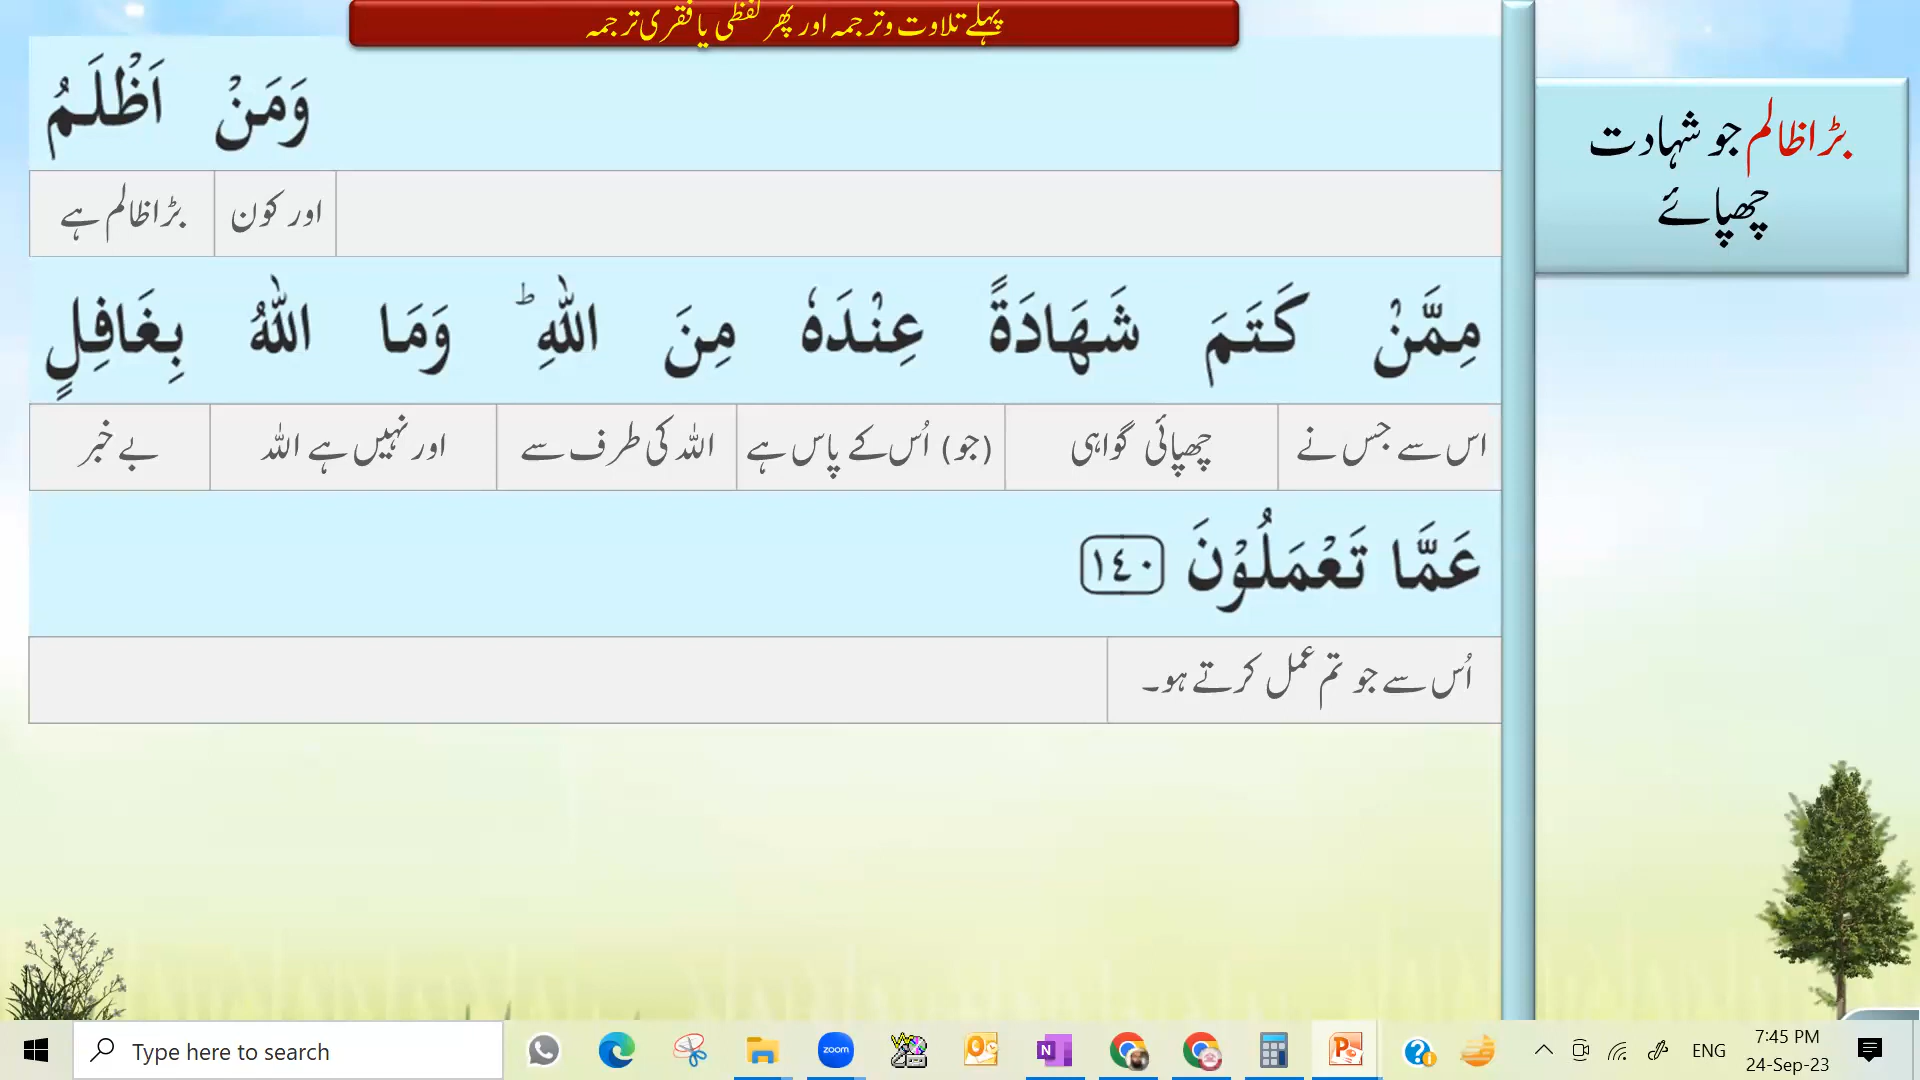 پہلے تلاوت وترجمہ اور پھر لفظی یا فقری ترجمہ
بڑا ظالم جو شہادت
چھپائے
وَمَنْ اَظْلَمُ
اور کون بڑا ظالم ہے
مِمَّنْ كَتَمَ شَهَادَةً عِنْدَهٗ مِنَ اللّٰهِ ؕ وَمَا اللّٰهُ بِغَافِلٍ
اس سے جس نے چھپائی گواہی (جو) اُس کے پاس ہے اللہ کی طرف سے اور نہیں ہے اللہ بے خبر
عَمَّا تَعْمَلُوْنَ ١٤٠
اُس سے جو تم عمل کرتے ہو۔
Type here to search
zoom
ENG
7:45 PM
24-Sep-23